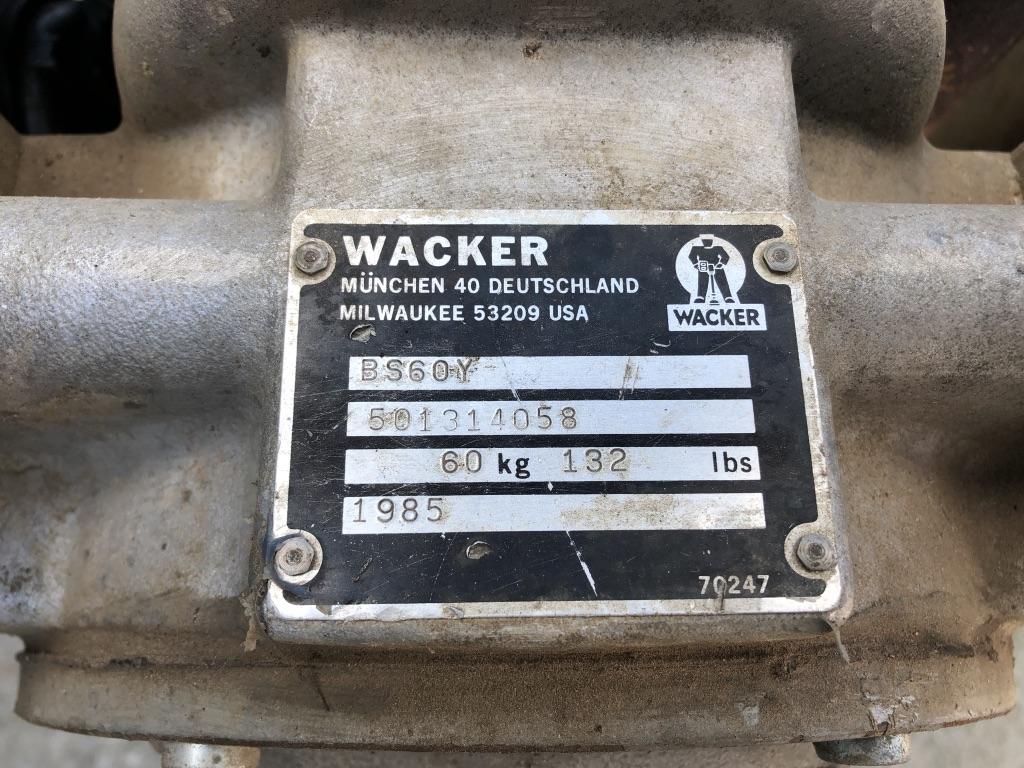 WACKER
MÜNCHEN 40 DEUTSCHLAND
MILWAUKEE 53209 USA
WACKER
BS60Y
501314058
60 kg 132 lbs
1985
70247